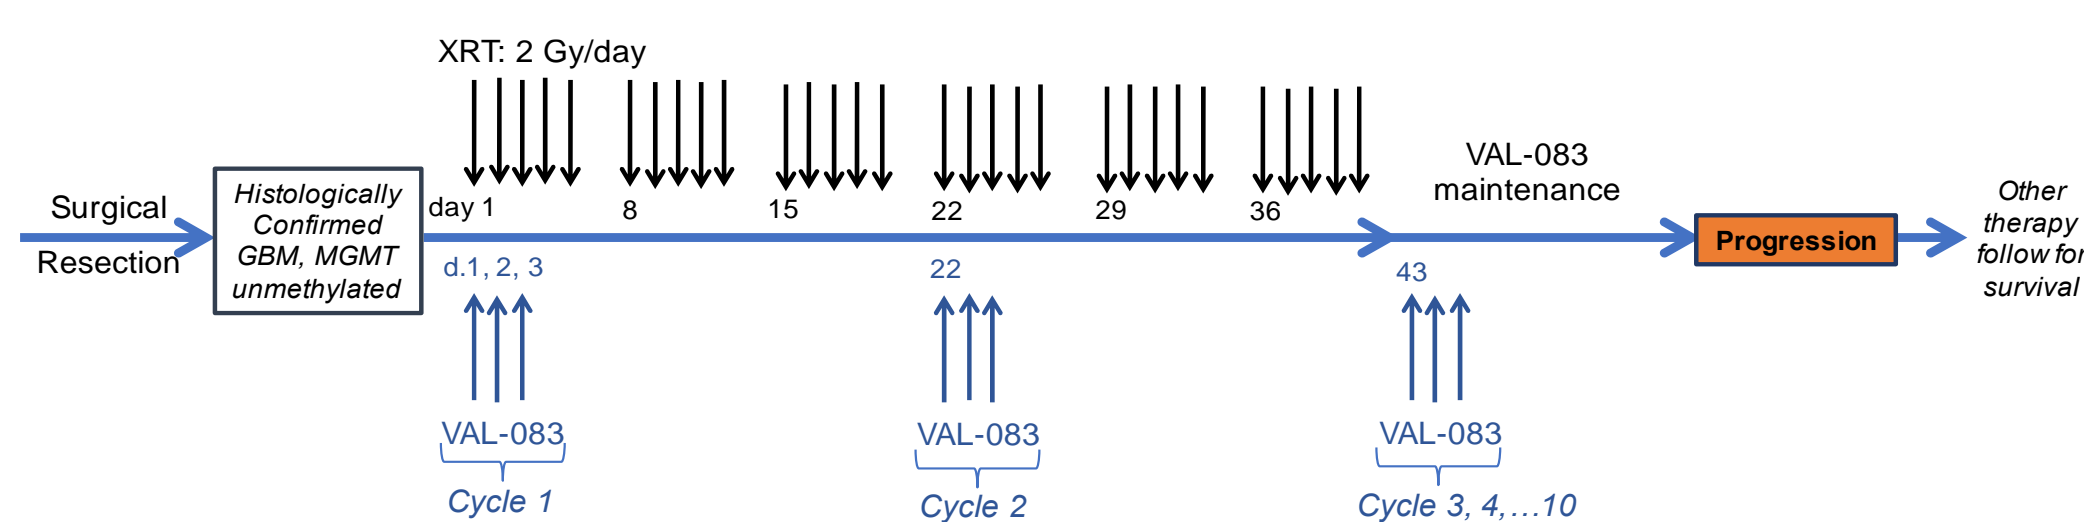 XRT: 2 Gy/day
Surgical
Resection
Histologically
Confirmed
GBM, MGMT
unmethylated
day 1
8
15
22
29
36
VAL-083
maintenance
Progression
Other
therapy
follow for
survival
d.1, 2, 3
22
43
VAL-083
VAL-083
VAL-083
Cycle 1
Cycle 2
Cycle 3, 4,…10